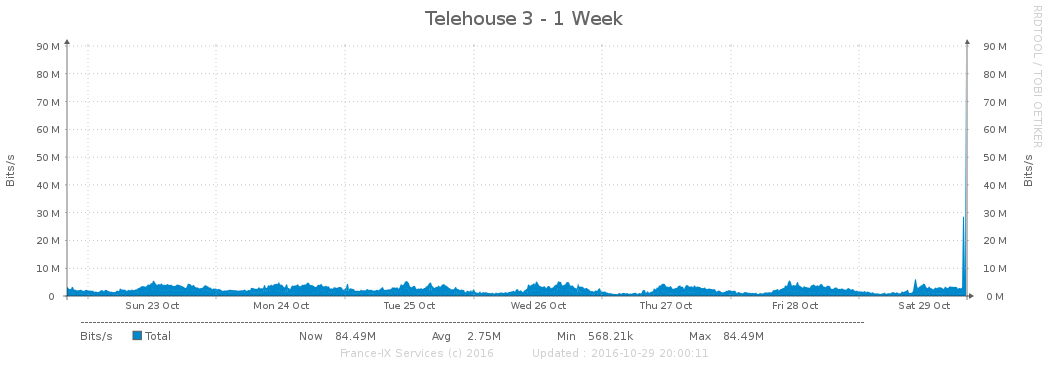 Telehouse 3 - 1 Week
RRDTOOL / TOBI OETIKER
Bits/s
90 M
80 M
70 M
60 M
50 M
40 M
30 M
20 M
10 M
0
90 M
80 M
70 M
60 M
50 M
40 M
30 M
20 M
10 M
0 M
Bits/s
Sun 23 Oct Mon 24 Oct Tue 25 Oct Wed 26 Oct Thu 27 Oct Fri 28 Oct Sat 29 Oct
Bits/s Total Now 84.49M Avg 2.75M Min 568.21k Max 84.49M
France-IX Services (c) 2016 Updated : 2016-10-29 20:00:11